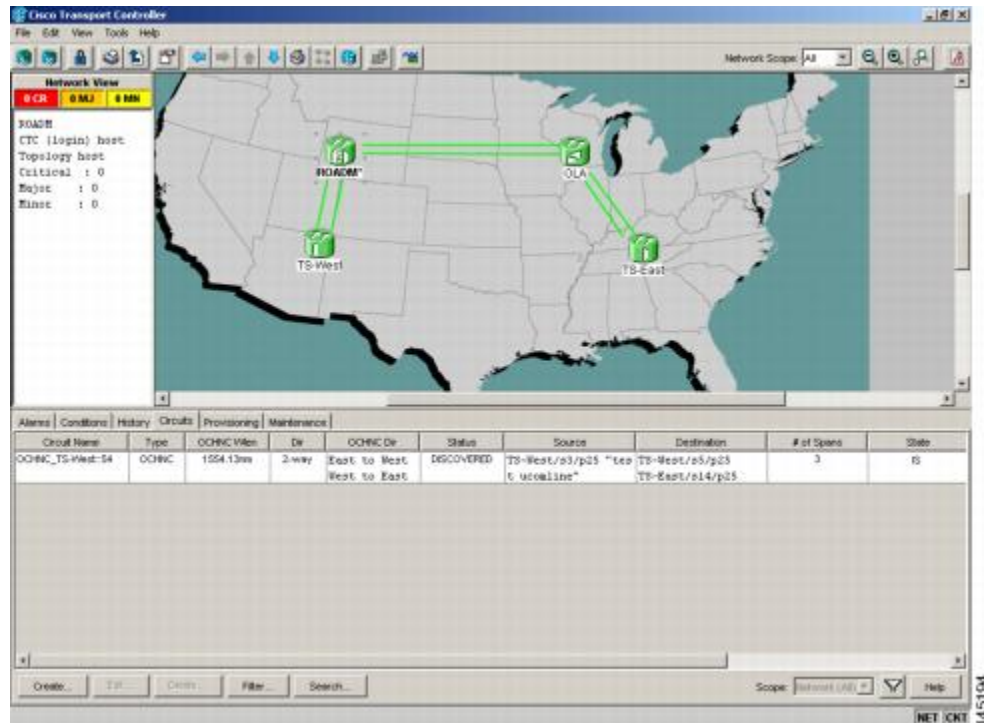 Cisco Transport Controller
File Edit View Tools Help
Network Scope: All
Network View
0 CR 0 MJ 0 MN
ROADM
CTC (login) host
Topology host
Critical : 0
Major : 0
Minor : 0
ROADM*
OLA
TS-West
TS-East
Alarms Conditions History Circuits Provisioning Maintenance
Circuit Name Type OCHNC Wlen Dir OCHNC Dir Status Source Destination # of Spans State
OCHNC_TS-West::54 OCHNC 1554.13nm 2-way East to West DISCOVERED TS-West/s3/p25 "tes TS-West/s5/p25 3 IS
West to East t ucomline" TS-East/s14/p25
Create... Edit... Delete... Filter... Search... Scope: Network (All) Help
NET CKT
145194